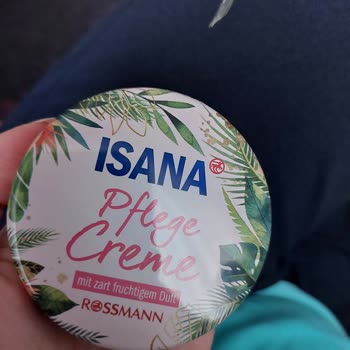 ISANA
Pflege
Creme
mit zart fruchtigem Duft
ROSSMANN